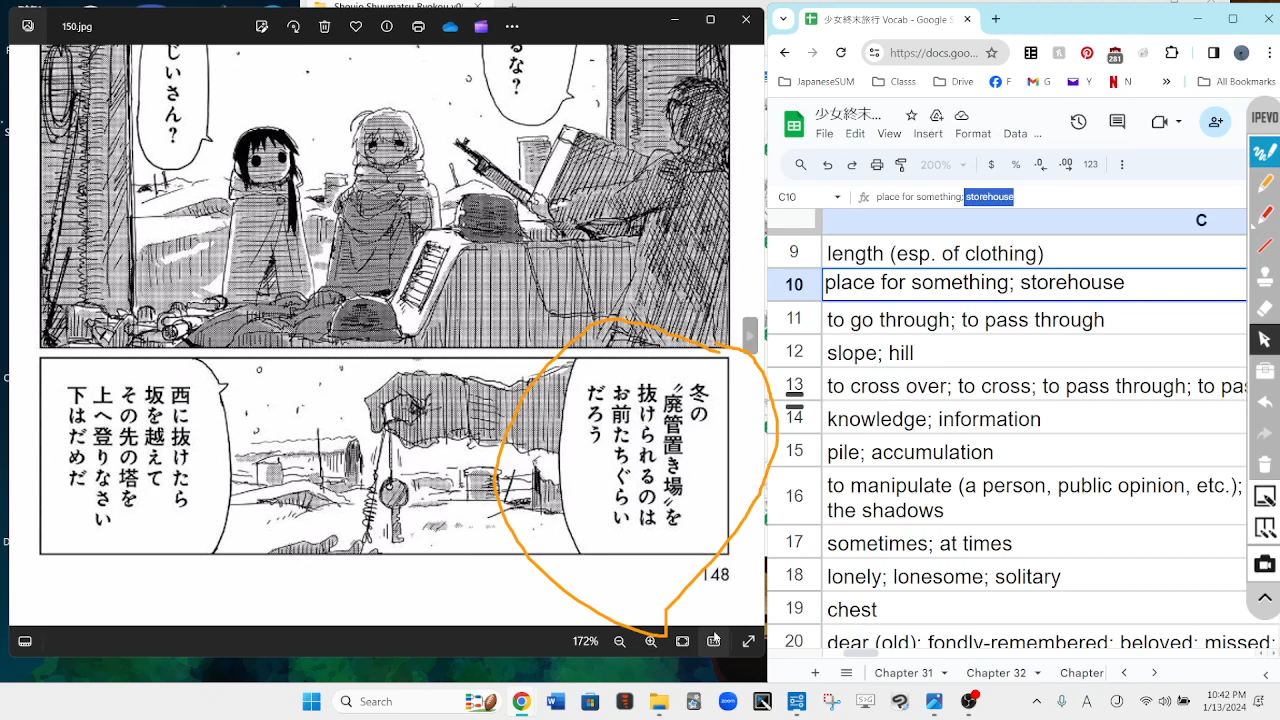 150.jpg
るな？
じいさん？
冬の
〝廃管置き場〟を
抜けられるのは
お前たちぐらい
だろう
西に抜けたら
坂を越えて
その先の塔を
上へ登りなさい
下はだめだ
148
172%
少女終末旅行 Vocab - Google S
https://docs.goo...
281
JapaneseSUM
Classs
Drive
F
G
Y
N
All Bookmarks
少女終末...
File
Edit
View
Insert
Format
Data
IPEVO
200%
$
%
.0
.00
123
C10
fx
place for something; storehouse
C
9 length (esp. of clothing)
10 place for something; storehouse
11 to go through; to pass through
12 slope; hill
13 to cross over; to cross; to pass through; to pas
14 knowledge; information
15 pile; accumulation
16 to manipulate (a person, public opinion, etc.);
the shadows
17 sometimes; at times
18 lonely; lonesome; solitary
19 chest
20 dear (old); fondly-remembered; beloved; missed;
Chapter 31
Chapter 32
Chapter
Search
10:42 PM
1/13/2024